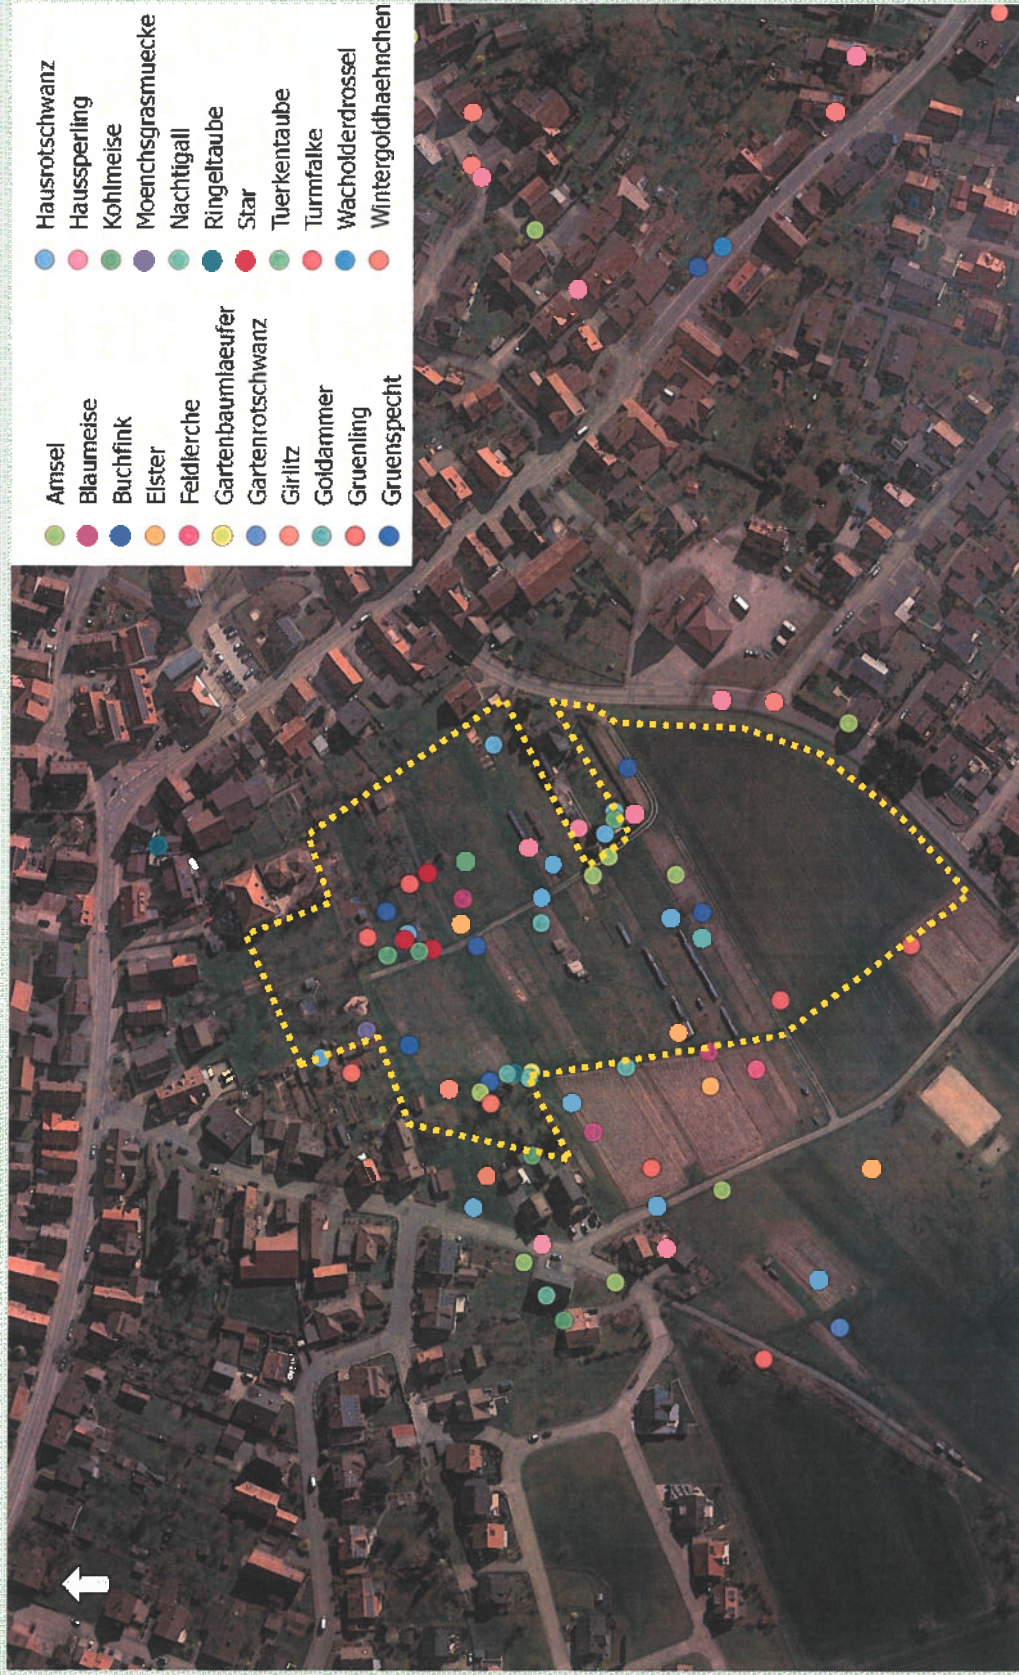 Amsel
Blaumeise
Buchfink
Elster
Feldlerche
Gartenbaumlaeufer
Gartenrotschwanz
Girlitz
Goldammer
Gruenling
Gruenspecht
Hausrotschwanz
Haussperling
Kohlmeise
Moenchsgrasmuecke
Nachtigall
Ringeltaube
Star
Tuerkentaube
Turmfalke
Wacholderdrossel
Wintergoldhaehnchen